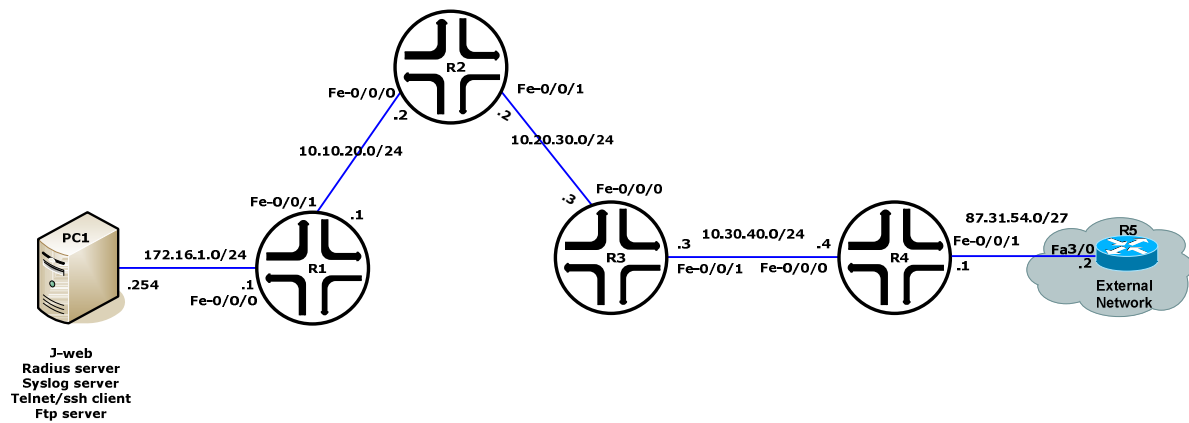 R2
Fe-0/0/0
Fe-0/0/1
.2
.2
10.10.20.0/24
10.20.30.0/24
Fe-0/0/1
.1
.3
Fe-0/0/0
PC1
172.16.1.0/24
.254
.1
Fe-0/0/0
R1
R3
.3
10.30.40.0/24
.4
Fe-0/0/1
Fe-0/0/0
R4
87.31.54.0/27
Fe-0/0/1
.1
R5
Fa3/0
.2
External
Network
J-web
Radius server
Syslog server
Telnet/ssh client
Ftp server